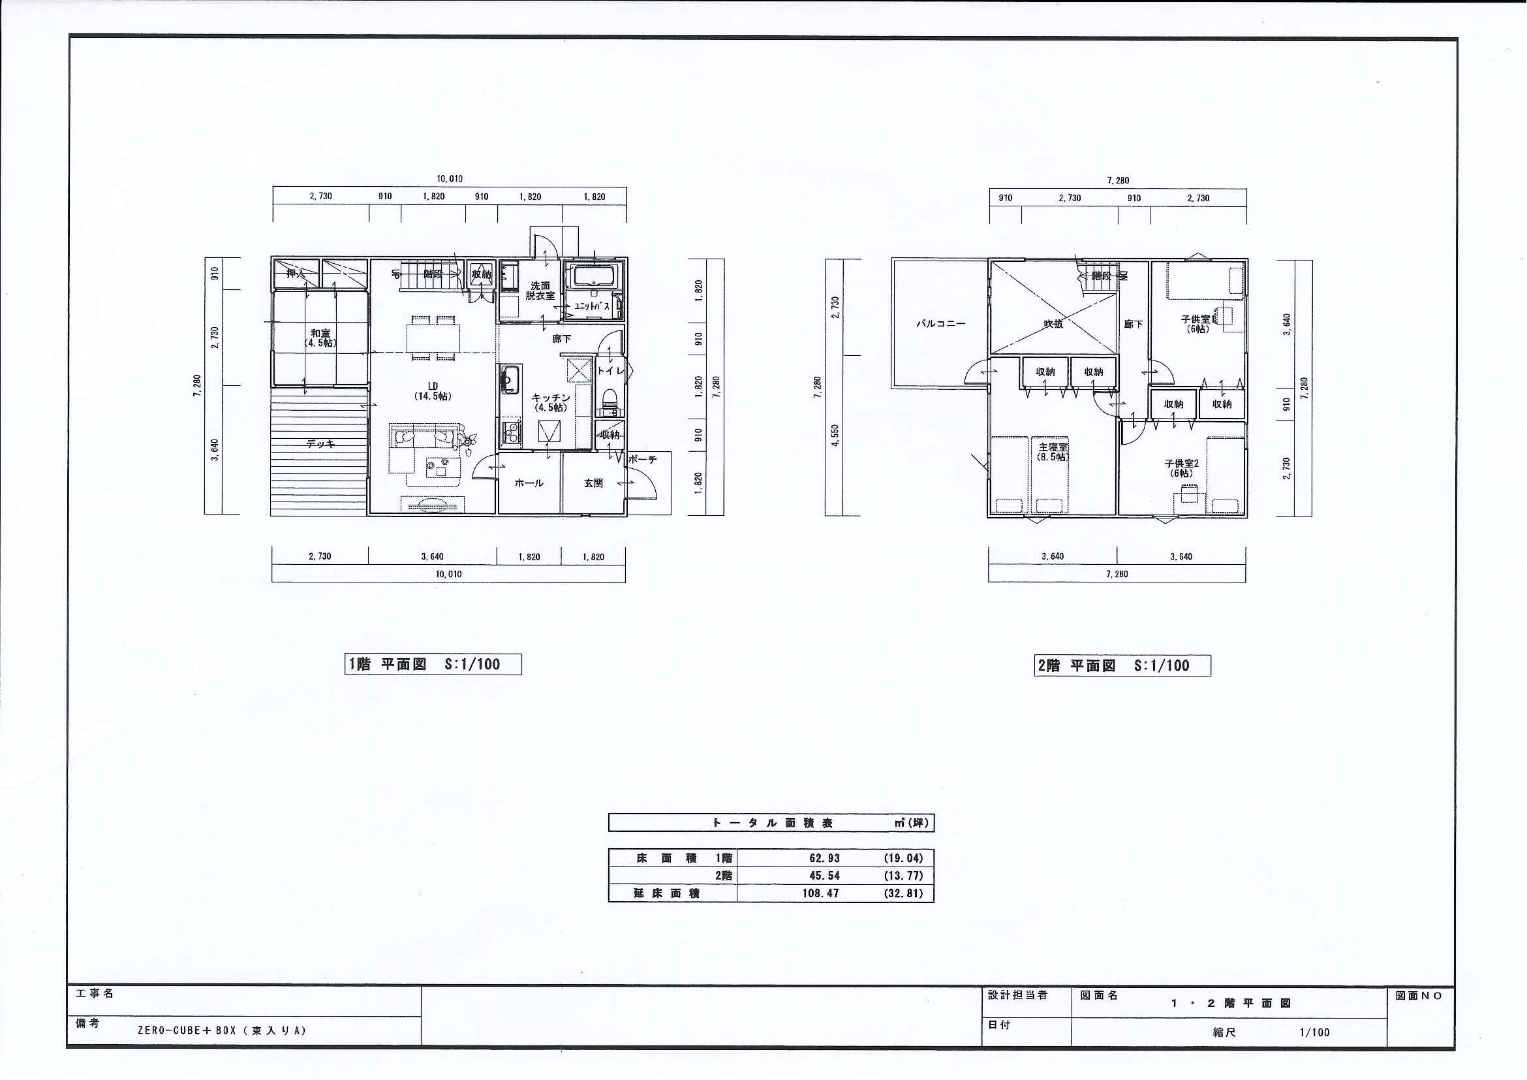 10,010
2,730 910 1,820 910 1,820 1,820
7,280
910 2,730 910 2,730
7,280
910
2,730
3,640
押入
UP
階段
収納
洗面
脱衣室
ユニットバス
和室
(4.5帖)
廊下
トイレ
LD
(14.5帖)
キッチン
(4.5帖)
デッキ
収納
ポーチ
ホール
玄関
1,820
910
1,820
910
1,820
7,280
2,730 3,640 1,820 1,820
10,010
1階 平面図 S:1/100
7,280
2,730
4,550
バルコニー
吹抜
階段
DN
廊下
子供室1
(6帖)
収納
収納
収納
収納
主寝室
(8.5帖)
子供室2
(6帖)
3,640
910
2,730
7,280
3,640 3,640
7,280
2階 平面図 S:1/100
トータル面積表 ㎡(坪)
床面積 1階 62.93 (19.04)
2階 45.54 (13.77)
延床面積 108.47 (32.81)
工事名
備考 ZERO-CUBE+BOX(東入りA)
設計担当者
日付
図面名 1・2階平面図
縮尺 1/100
図面NO